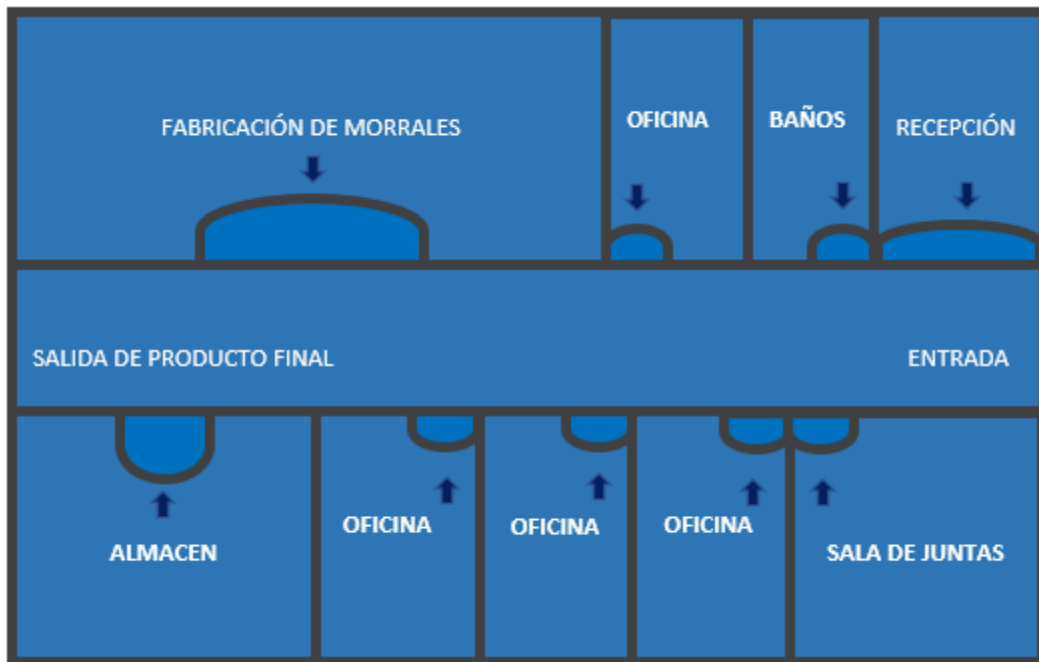 FABRICACIÓN DE MORRALES
OFICINA
BAÑOS
RECEPCIÓN
SALIDA DE PRODUCTO FINAL
ENTRADA
ALMACEN
OFICINA
OFICINA
OFICINA
SALA DE JUNTAS